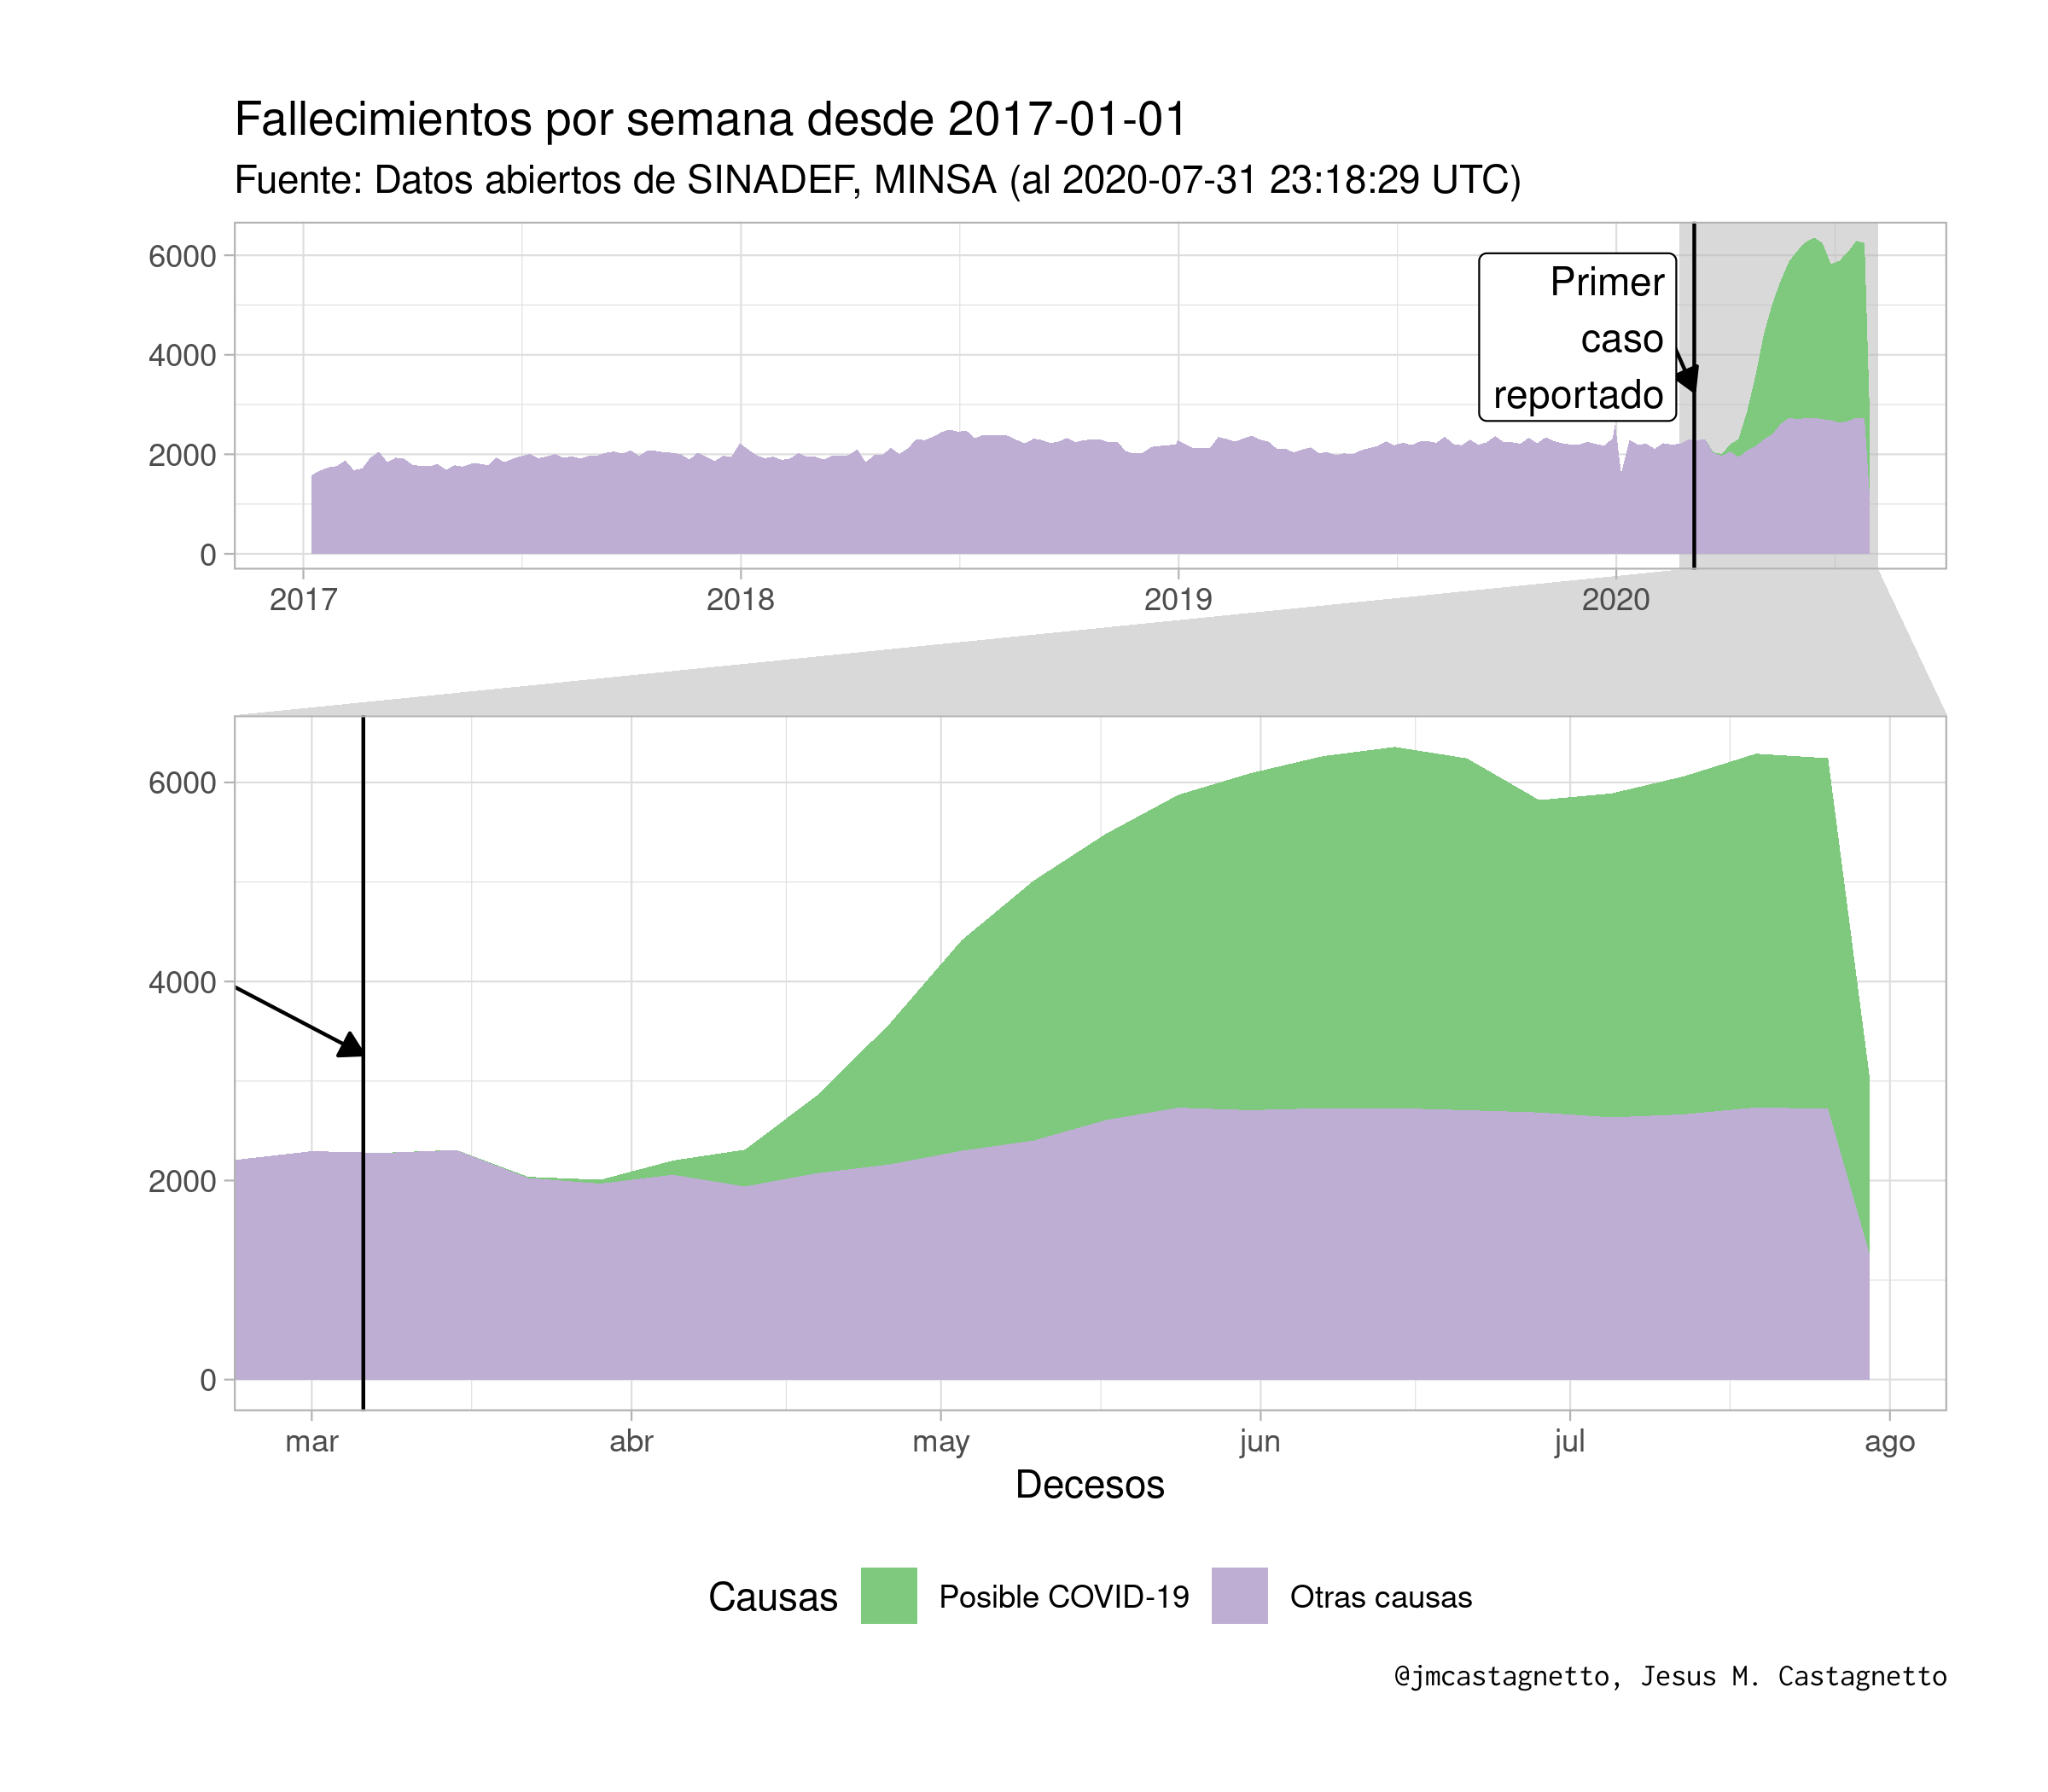 Fallecimientos por semana desde 2017-01-01
Fuente: Datos abiertos de SINADEF, MINSA (al 2020-07-31 23:18:29 UTC)
6000
4000
2000
0
Primer
caso
reportado
2017 2018 2019 2020
6000
4000
2000
0
mar abr may jun jul ago
Decesos
Causas Posible COVID-19 Otras causas
@jmcastagnetto, Jesus M. Castagnetto